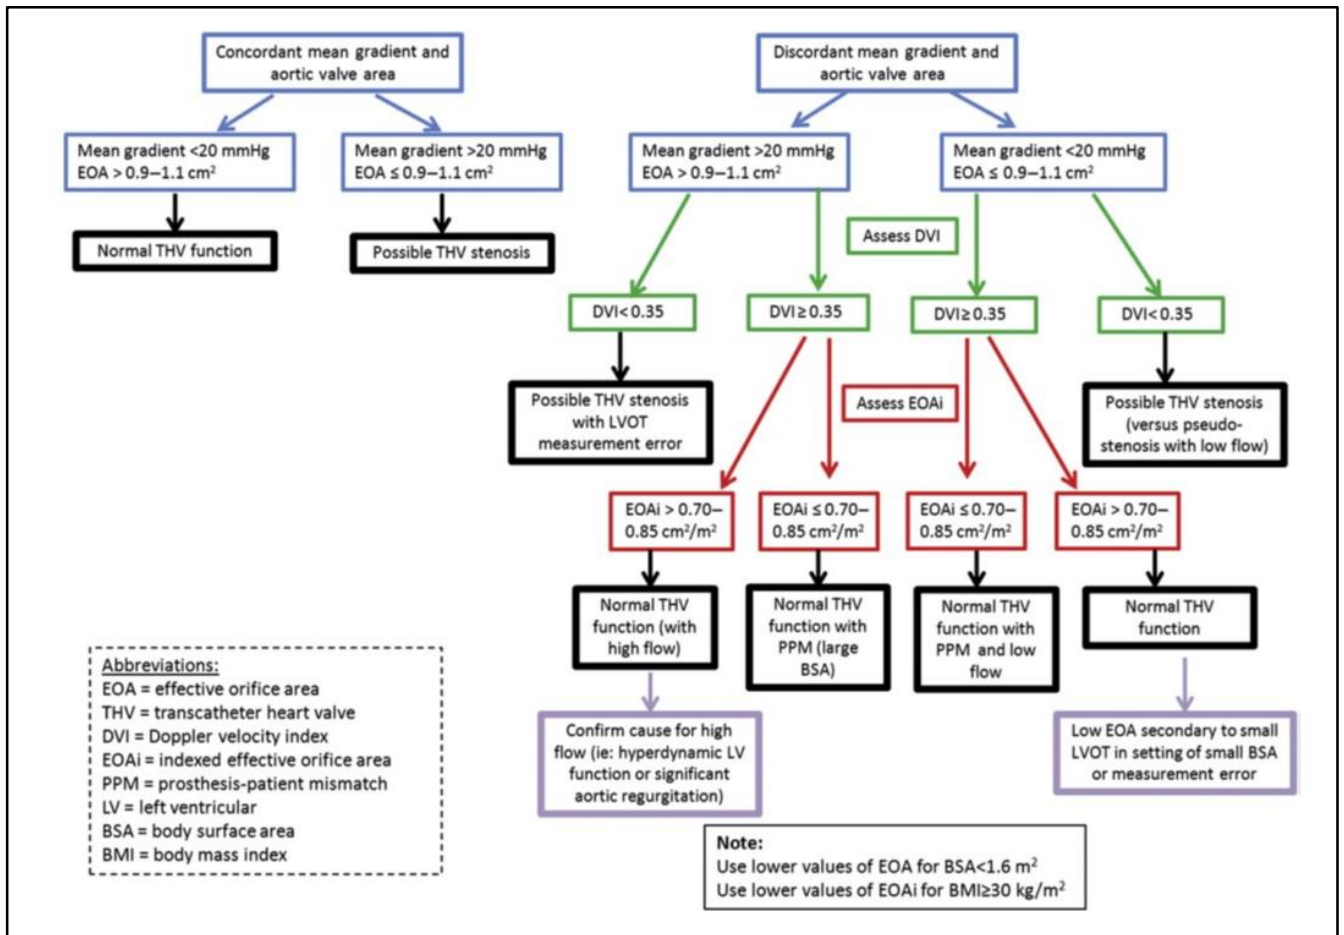 Concordant mean gradient and
aortic valve area
Discordant mean gradient and
aortic valve area
Mean gradient <20 mmHg
EOA > 0.9–1.1 cm²
Mean gradient >20 mmHg
EOA ≤ 0.9–1.1 cm²
Mean gradient >20 mmHg
EOA > 0.9–1.1 cm²
Mean gradient <20 mmHg
EOA ≤ 0.9–1.1 cm²
Normal THV function
Possible THV stenosis
Assess DVI
DVI< 0.35
DVI≥ 0.35
DVI≥ 0.35
DVI< 0.35
Possible THV stenosis
with LVOT
measurement error
Assess EOAi
Possible THV stenosis
(versus pseudo-
stenosis with low flow)
EOAi > 0.70–
0.85 cm²/m²
EOAi ≤ 0.70–
0.85 cm²/m²
EOAi ≤ 0.70–
0.85 cm²/m²
EOAi > 0.70–
0.85 cm²/m²
Normal THV
function (with
high flow)
Normal THV
function with
PPM (large
BSA)
Normal THV
function with
PPM and low
flow
Normal THV
function
Confirm cause for high
flow (ie: hyperdynamic LV
function or significant
aortic regurgitation)
Low EOA secondary to small
LVOT in setting of small BSA
or measurement error
Abbreviations:
EOA = effective orifice area
THV = transcatheter heart valve
DVI = Doppler velocity index
EOAi = indexed effective orifice area
PPM = prosthesis-patient mismatch
LV = left ventricular
BSA = body surface area
BMI = body mass index
Note:
Use lower values of EOA for BSA<1.6 m²
Use lower values of EOAi for BMI≥30 kg/m²